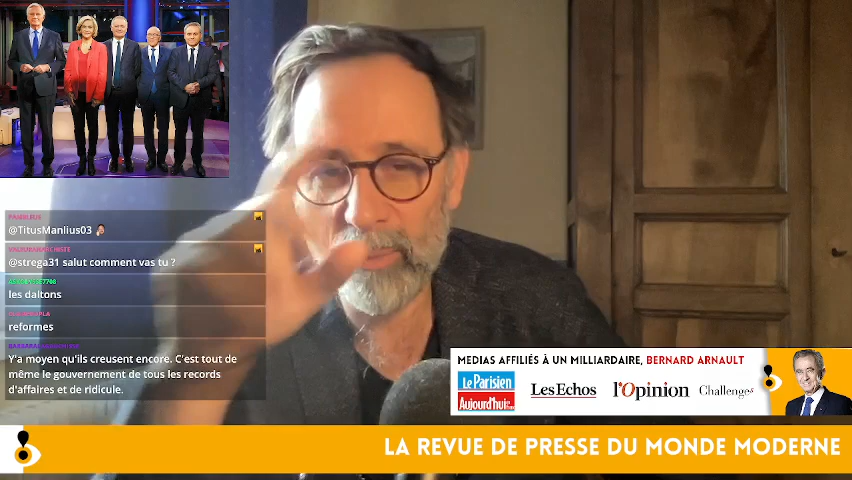 @TitusManlius03
@strega31 salut comment vas tu ?
les daltons
reformes
Y'a moyen qu'ils creusent encore. C'est tout de
même le gouvernement de tous les records
d'affaires et de ridicule.
MEDIAS AFFILIÉS À UN MILLIARDAIRE, BERNARD ARNAULT
Le Parisien
Aujourd'hui
Les Echos
l'Opinion
Challenges
LA REVUE DE PRESSE DU MONDE MODERNE